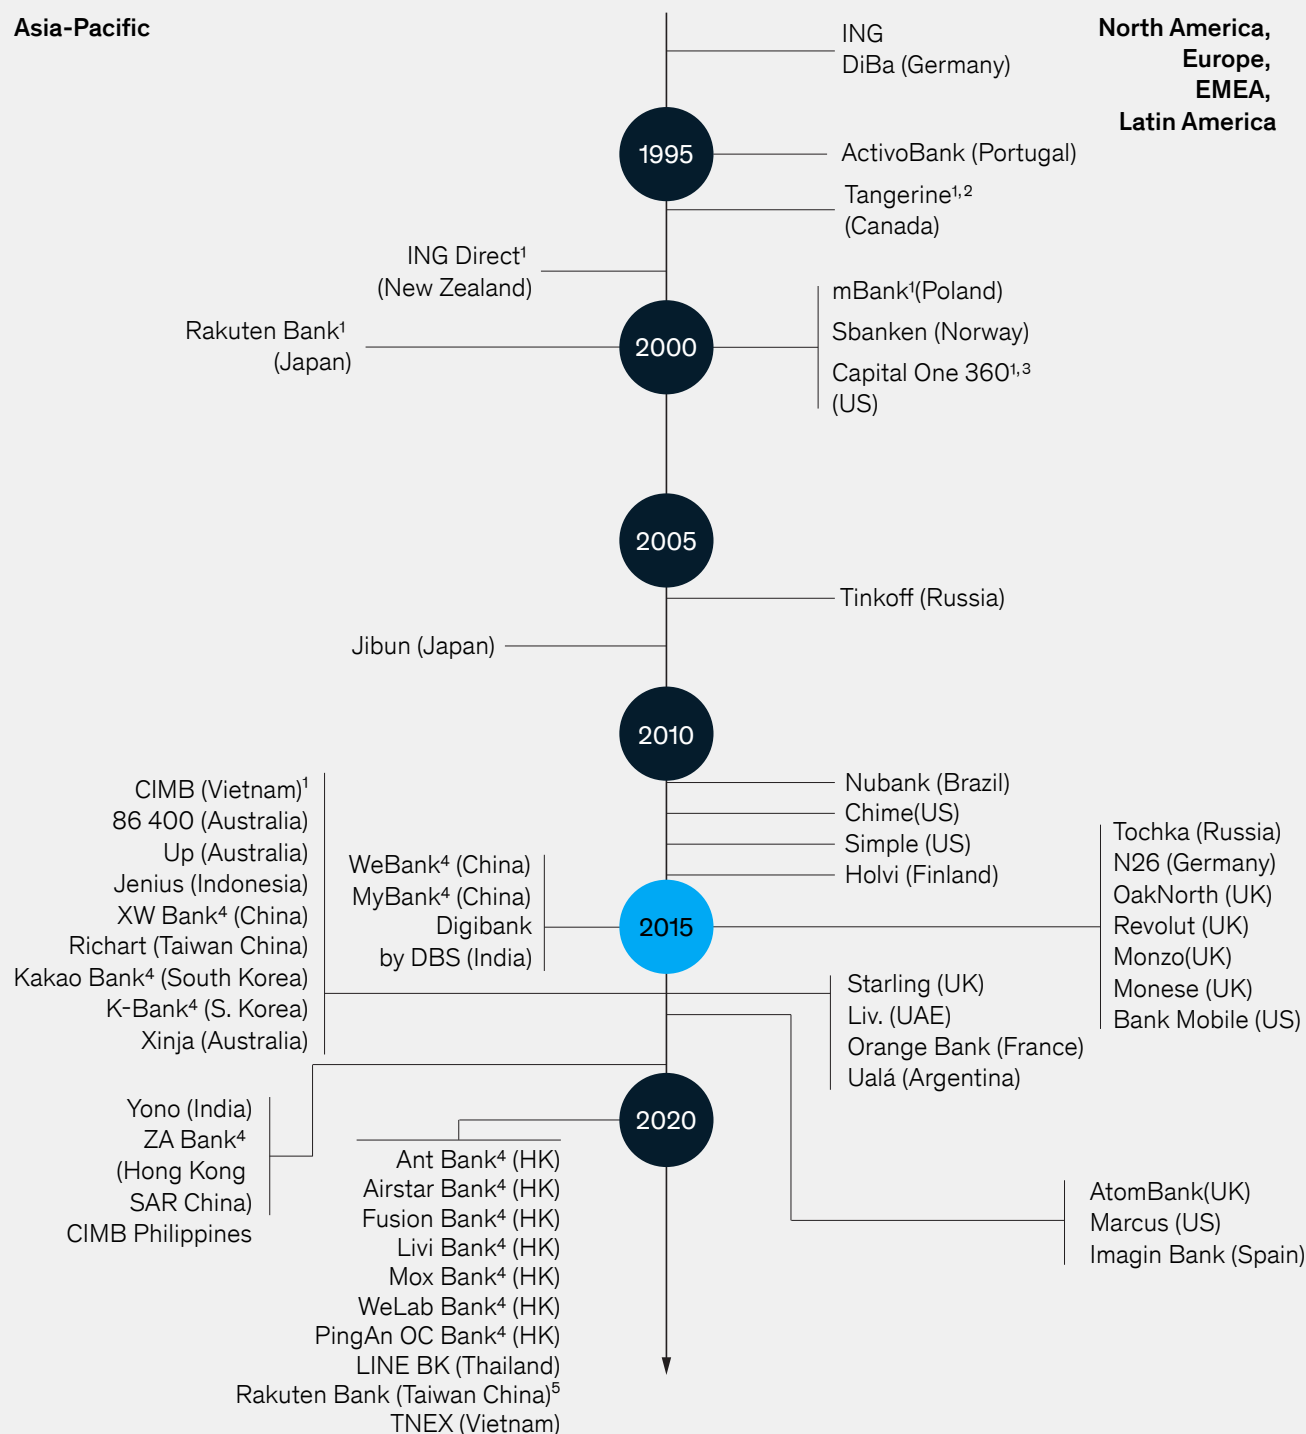 Asia-Pacific
North America,
Europe,
EMEA,
Latin America
ING
DiBa (Germany)
1995
ActivoBank (Portugal)
Tangerine¹,²
(Canada)
ING Direct¹
(New Zealand)
mBank¹(Poland)
Sbanken (Norway)
Capital One 360¹,³
(US)
Rakuten Bank¹
(Japan)
2000
2005
Tinkoff (Russia)
Jibun (Japan)
2010
Nubank (Brazil)
Chime(US)
Simple (US)
Holvi (Finland)
CIMB (Vietnam)¹
86 400 (Australia)
Up (Australia)
Jenius (Indonesia)
XW Bank⁴ (China)
Richart (Taiwan China)
Kakao Bank⁴ (South Korea)
K-Bank⁴ (S. Korea)
Xinja (Australia)
WeBank⁴ (China)
MyBank⁴ (China)
Digibank
by DBS (India)
2015
Tochka (Russia)
N26 (Germany)
OakNorth (UK)
Revolut (UK)
Monzo(UK)
Monese (UK)
Bank Mobile (US)
Starling (UK)
Liv. (UAE)
Orange Bank (France)
Ualá (Argentina)
Yono (India)
ZA Bank⁴
(Hong Kong
SAR China)
CIMB Philippines
2020
Ant Bank⁴ (HK)
Airstar Bank⁴ (HK)
Fusion Bank⁴ (HK)
Livi Bank⁴ (HK)
Mox Bank⁴ (HK)
WeLab Bank⁴ (HK)
PingAn OC Bank⁴ (HK)
LINE BK (Thailand)
Rakuten Bank (Taiwan China)⁵
TNEX (Vietnam)
AtomBank(UK)
Marcus (US)
Imagin Bank (Spain)